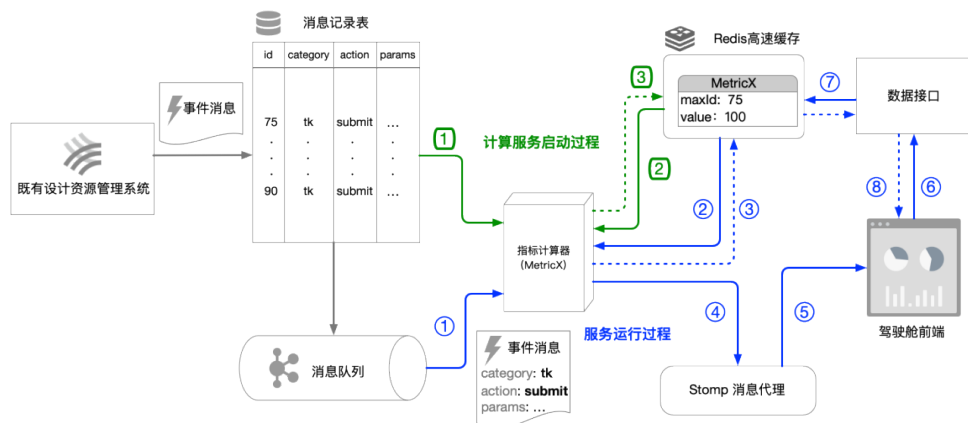 消息记录表
id category action params
75 tk submit ...
. . . .
. . . .
. . . .
90 tk submit ...
事件消息
既有设计资源管理系统
Redis高速缓存
MetricX
maxId: 75
value: 100
数据接口
1
计算服务启动过程
3
2
⑦
⑧
⑥
②
③
指标计算器
(MetricX)
①
服务运行过程
④
⑤
驾驶舱前端
消息队列
事件消息
category: tk
action: submit
params: ...
Stomp 消息代理